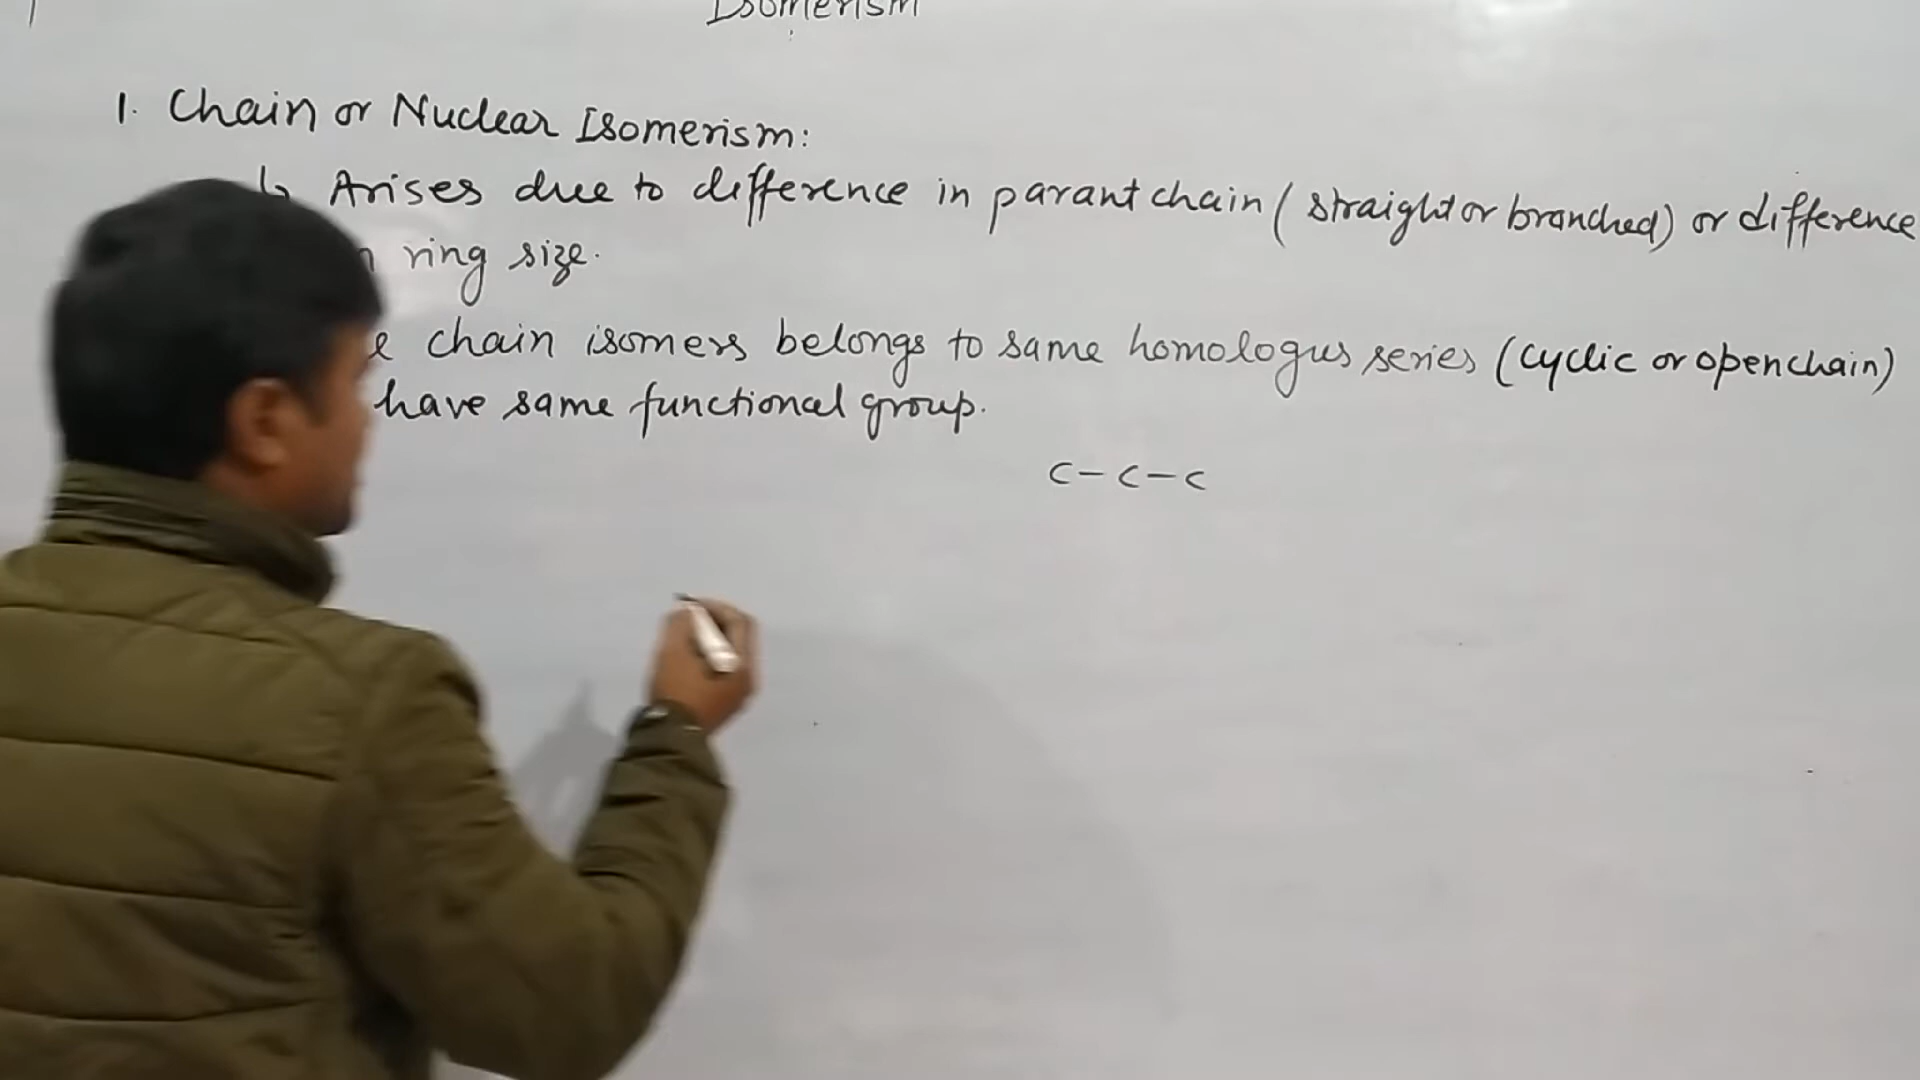 Isomerism
1. Chain or Nuclear Isomerism:
↳ Arises due to difference in parant chain (straight or branched) or difference
ring size.
chain isomers belongs to same homologus series (cyclic or openchain)
have same functional group.
C-C-C